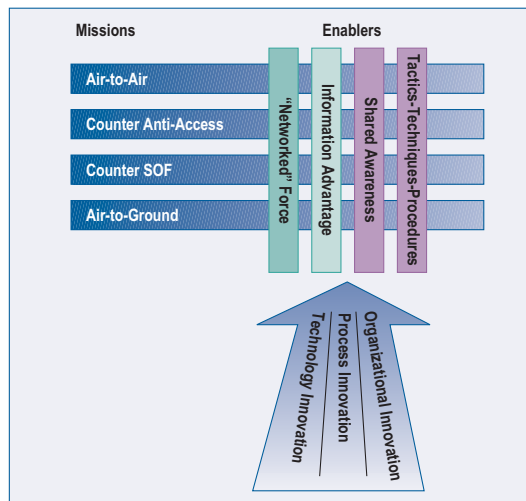 Missions
Enablers
Air-to-Air
Counter Anti-Access
Counter SOF
Air-to-Ground
“Networked” Force
Information Advantage
Shared Awareness
Tactics-Techniques-Procedures
Technology Innovation
Process Innovation
Organizational Innovation